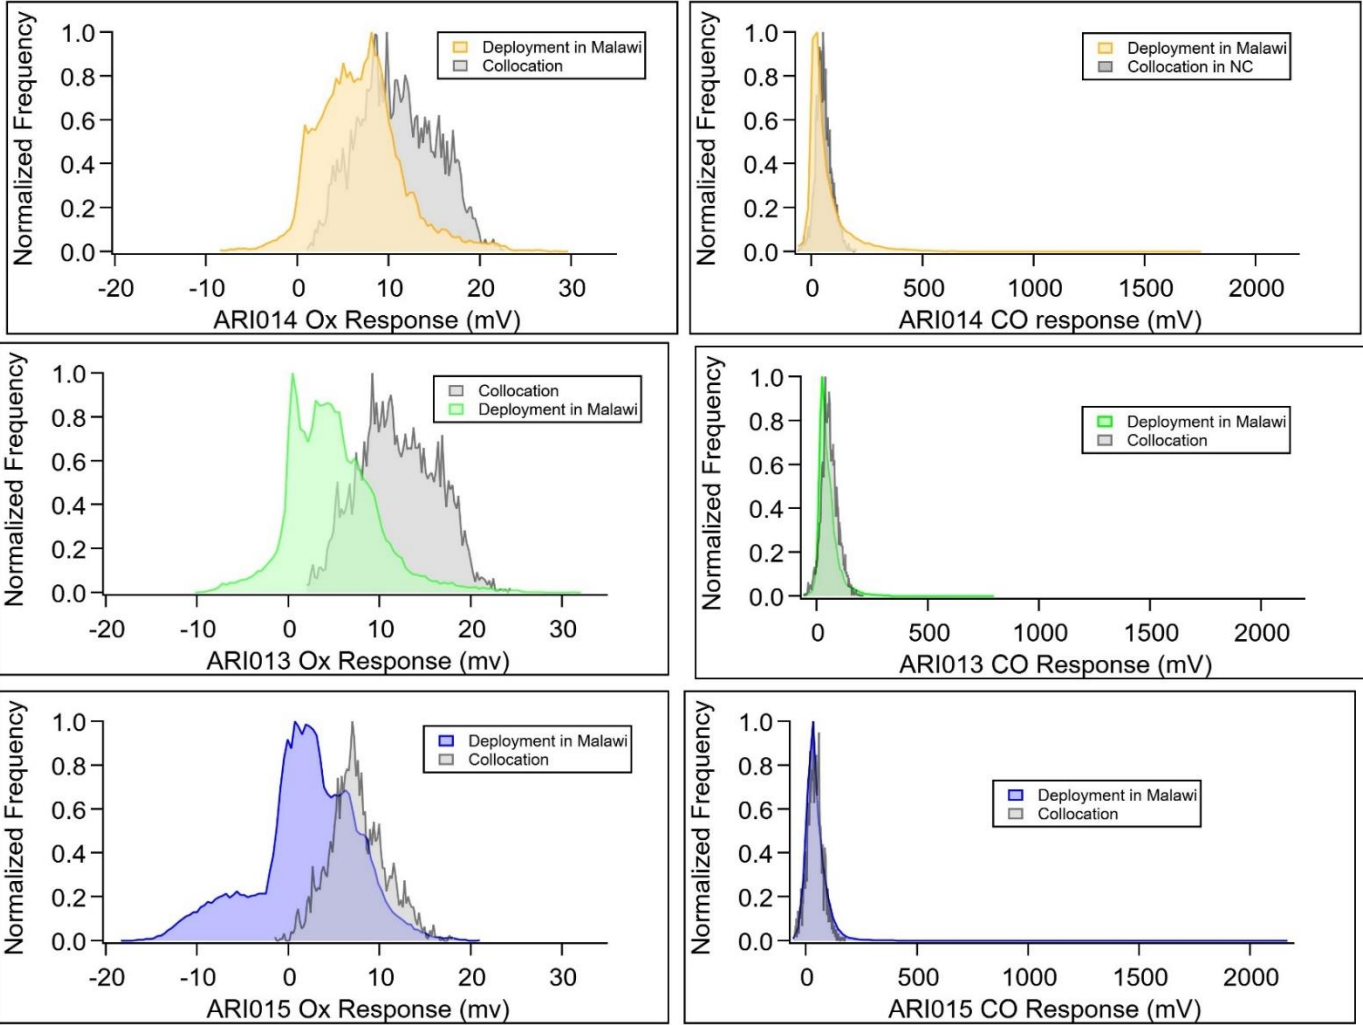 Normalized Frequency
1.0
0.8
0.6
0.4
0.2
0.0
Deployment in Malawi
Collocation
-20 -10 0 10 20 30
ARI014 Ox Response (mV)
Normalized Frequency
1.0
0.8
0.6
0.4
0.2
0.0
Deployment in Malawi
Collocation in NC
0 500 1000 1500 2000
ARI014 CO response (mV)
Normalized Frequency
1.0
0.8
0.6
0.4
0.2
0.0
Collocation
Deployment in Malawi
-20 -10 0 10 20 30
ARI013 Ox Response (mv)
Normalized Frequency
1.0
0.8
0.6
0.4
0.2
0.0
Deployment in Malawi
Collocation
0 500 1000 1500 2000
ARI013 CO Response (mV)
Normalized Frequency
1.0
0.8
0.6
0.4
0.2
0.0
Deployment in Malawi
Collocation
-20 -10 0 10 20 30
ARI015 Ox Response (mv)
Normalized Frequency
1.0
0.8
0.6
0.4
0.2
0.0
Deployment in Malawi
Collocation
0 500 1000 1500 2000
ARI015 CO Response (mV)